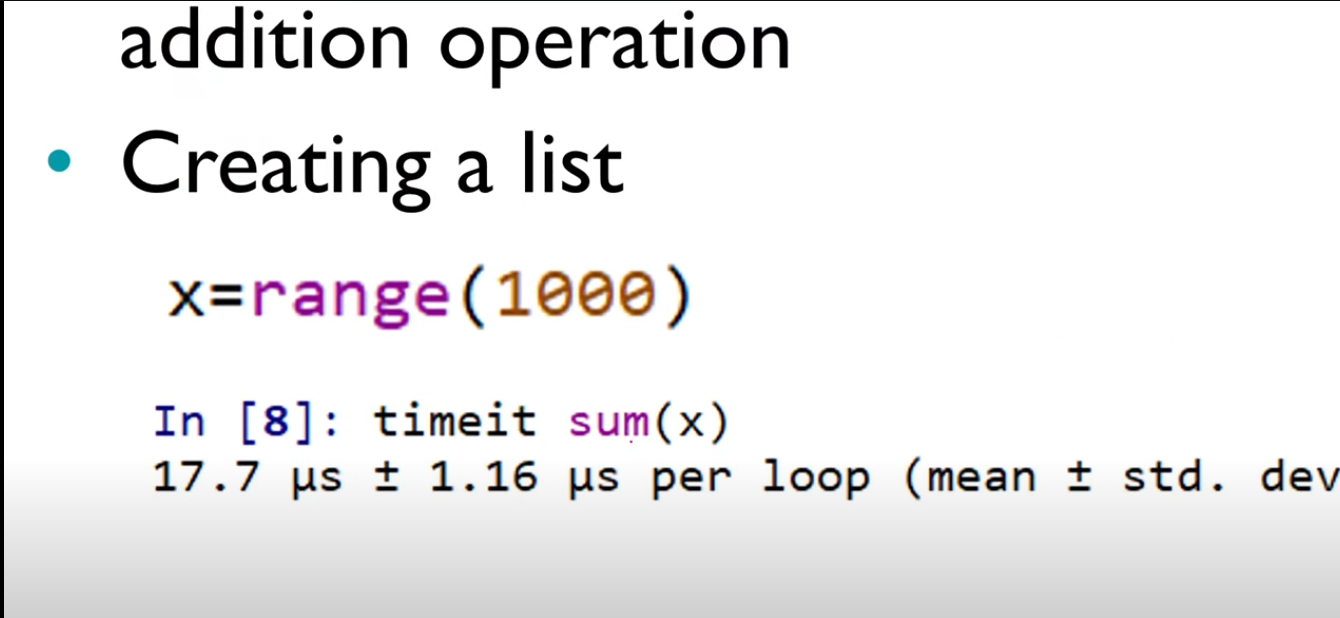 addition operation
• Creating a list
x=range(1000)
In [8]: timeit sum(x)
17.7 µs ± 1.16 µs per loop (mean ± std. dev